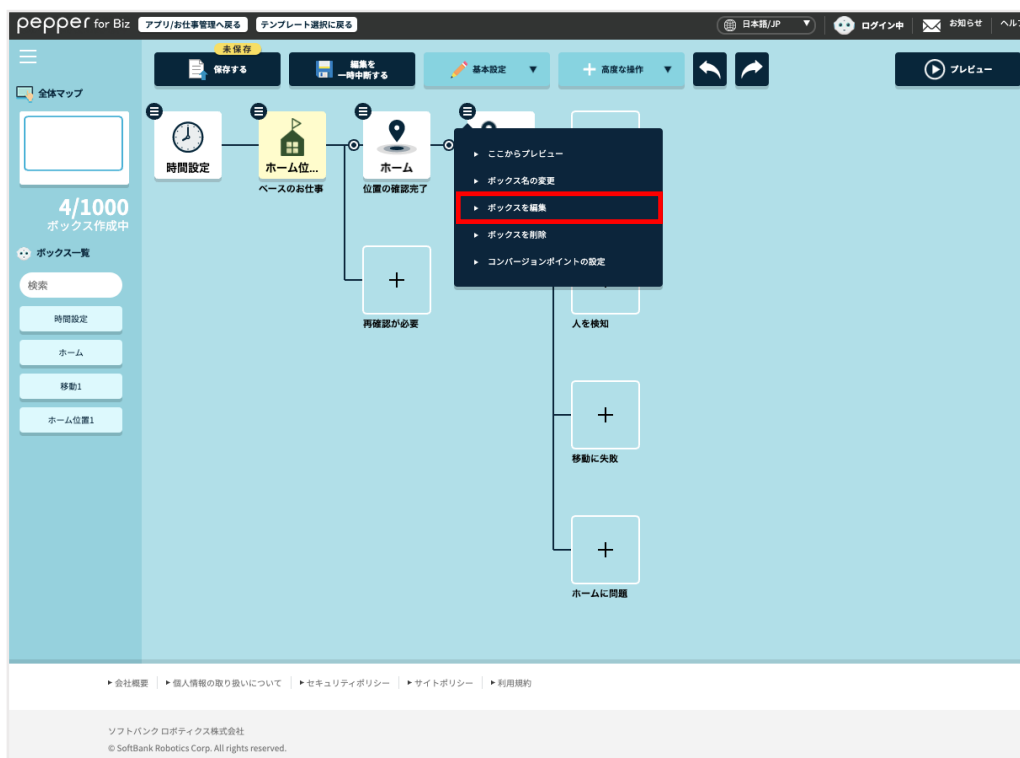 pepper for Biz
アプリ/お仕事管理へ戻る
テンプレート選択に戻る
日本語/JP
ログイン中
お知らせ
未保存
保存する
編集を
一時中断する
基本設定
高度な操作
プレビュー
全体マップ
4/1000
ボックス作成中
ボックス一覧
検索
時間設定
ホーム
移動1
ホーム位置1
時間設定
ホーム位...
ベースのお仕事
ホーム
位置の確認完了
再確認が必要
ここからプレビュー
ボックス名の変更
ボックスを編集
ボックスを削除
コンバージョンポイントの設定
人を検知
移動に失敗
ホームに問題
会社概要
個人情報の取り扱いについて
セキュリティポリシー
サイトポリシー
利用規約
ソフトバンク ロボティクス株式会社
© SoftBank Robotics Corp. All rights reserved.